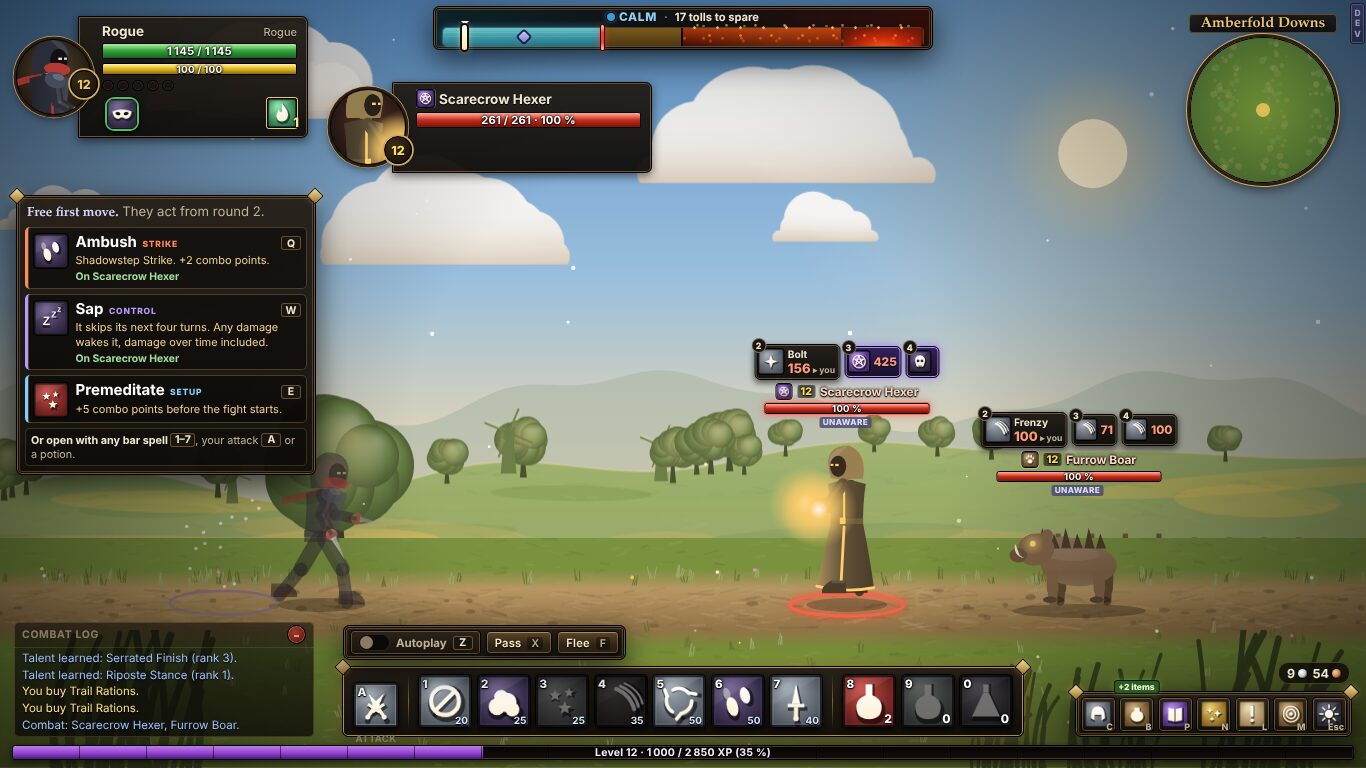 Rogue Rogue
1145 / 1145
100 / 100
12
1
CALM · 17 tolls to spare
Scarecrow Hexer
261 / 261 · 100 %
12
Amberfold Downs
DEV
Free first move. They act from round 2.
Ambush STRIKE Q
Shadowstep Strike. +2 combo points.
On Scarecrow Hexer
Sap CONTROL W
It skips its next four turns. Any damage
wakes it, damage over time included.
On Scarecrow Hexer
Premeditate SETUP E
+5 combo points before the fight starts.
Or open with any bar spell 1–7, your attack A or
a potion.
2 Bolt 156 ▸ you 3 425 4
12 Scarecrow Hexer
100 %
UNAWARE
2 Frenzy 100 ▸ you 3 71 4 100
12 Furrow Boar
100 %
UNAWARE
COMBAT LOG –
Talent learned: Serrated Finish (rank 3).
Talent learned: Riposte Stance (rank 1).
You buy Trail Rations.
You buy Trail Rations.
Combat: Scarecrow Hexer, Furrow Boar.
Autoplay Z Pass X Flee F
A 1 20 2 25 3 25 4 35 5 50 6 50 7 40 8 2 9 0 0 0
ATTACK
9 54
+2 items
C B P N L M Esc
Level 12 · 1 000 / 2 850 XP (35 %)